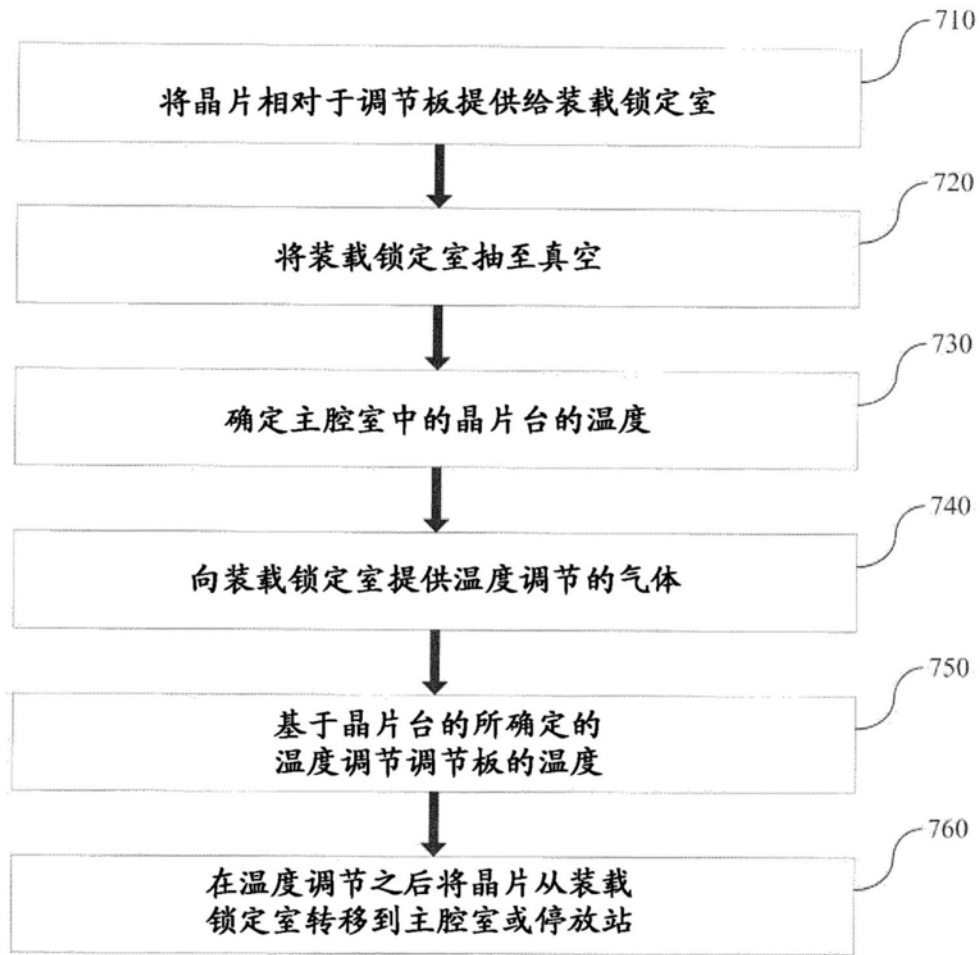 710
将晶片相对于调节板提供给装载锁定室
720
将装载锁定室抽至真空
730
确定主腔室中的晶片台的温度
740
向装载锁定室提供温度调节的气体
750
基于晶片台的所确定的
温度调节调节板的温度
760
在温度调节之后将晶片从装载
锁定室转移到主腔室或停放站